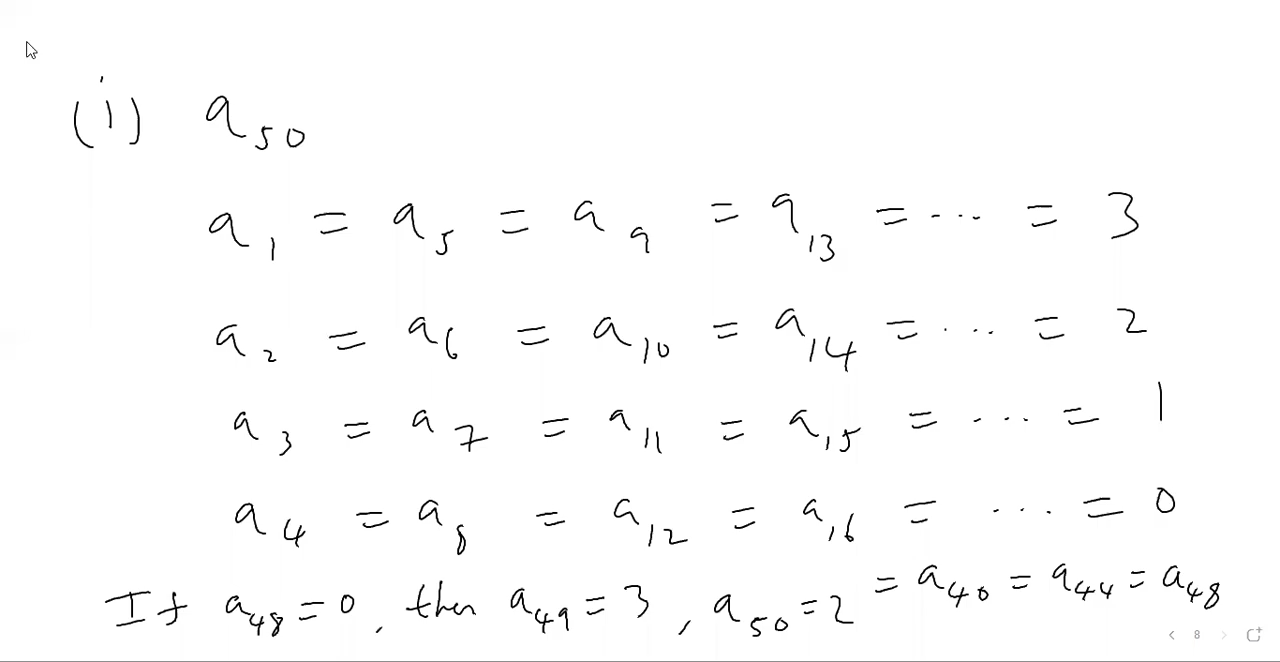 (i) a₅₀
a₁ = a₅ = a₉ = a₁₃ = ... = 3
a₂ = a₆ = a₁₀ = a₁₄ = ... = 2
a₃ = a₇ = a₁₁ = a₁₅ = ... = 1
a₄ = a₈ = a₁₂ = a₁₆ = ... = 0
= a₄₀ = a₄₄ = a₄₈
If a₄₈ = 0, then a₄₉ = 3, a₅₀ = 2
8